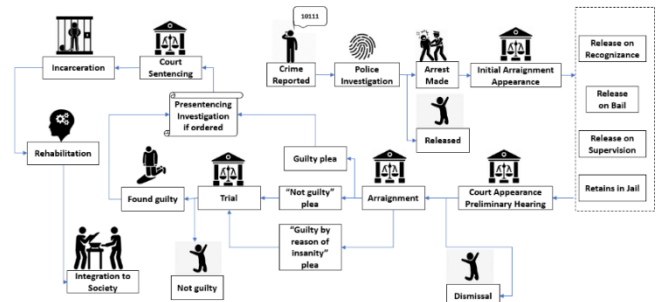 10111
Crime
Reported
Police
Investigation
Arrest
Made
Initial Arraignment
Appearance
Release on
Recognizance
Release
on Bail
Release on
Supervision
Retains in Jail
Released
Court
Sentencing
Incarceration
Presentencing
Investigation
if ordered
Rehabilitation
Guilty plea
Found guilty
Trial
“Not guilty”
plea
Arraignment
Court Appearance
Preliminary Hearing
“Guilty by
reason of
insanity”
plea
Integration to
Society
Not guilty
Dismissal